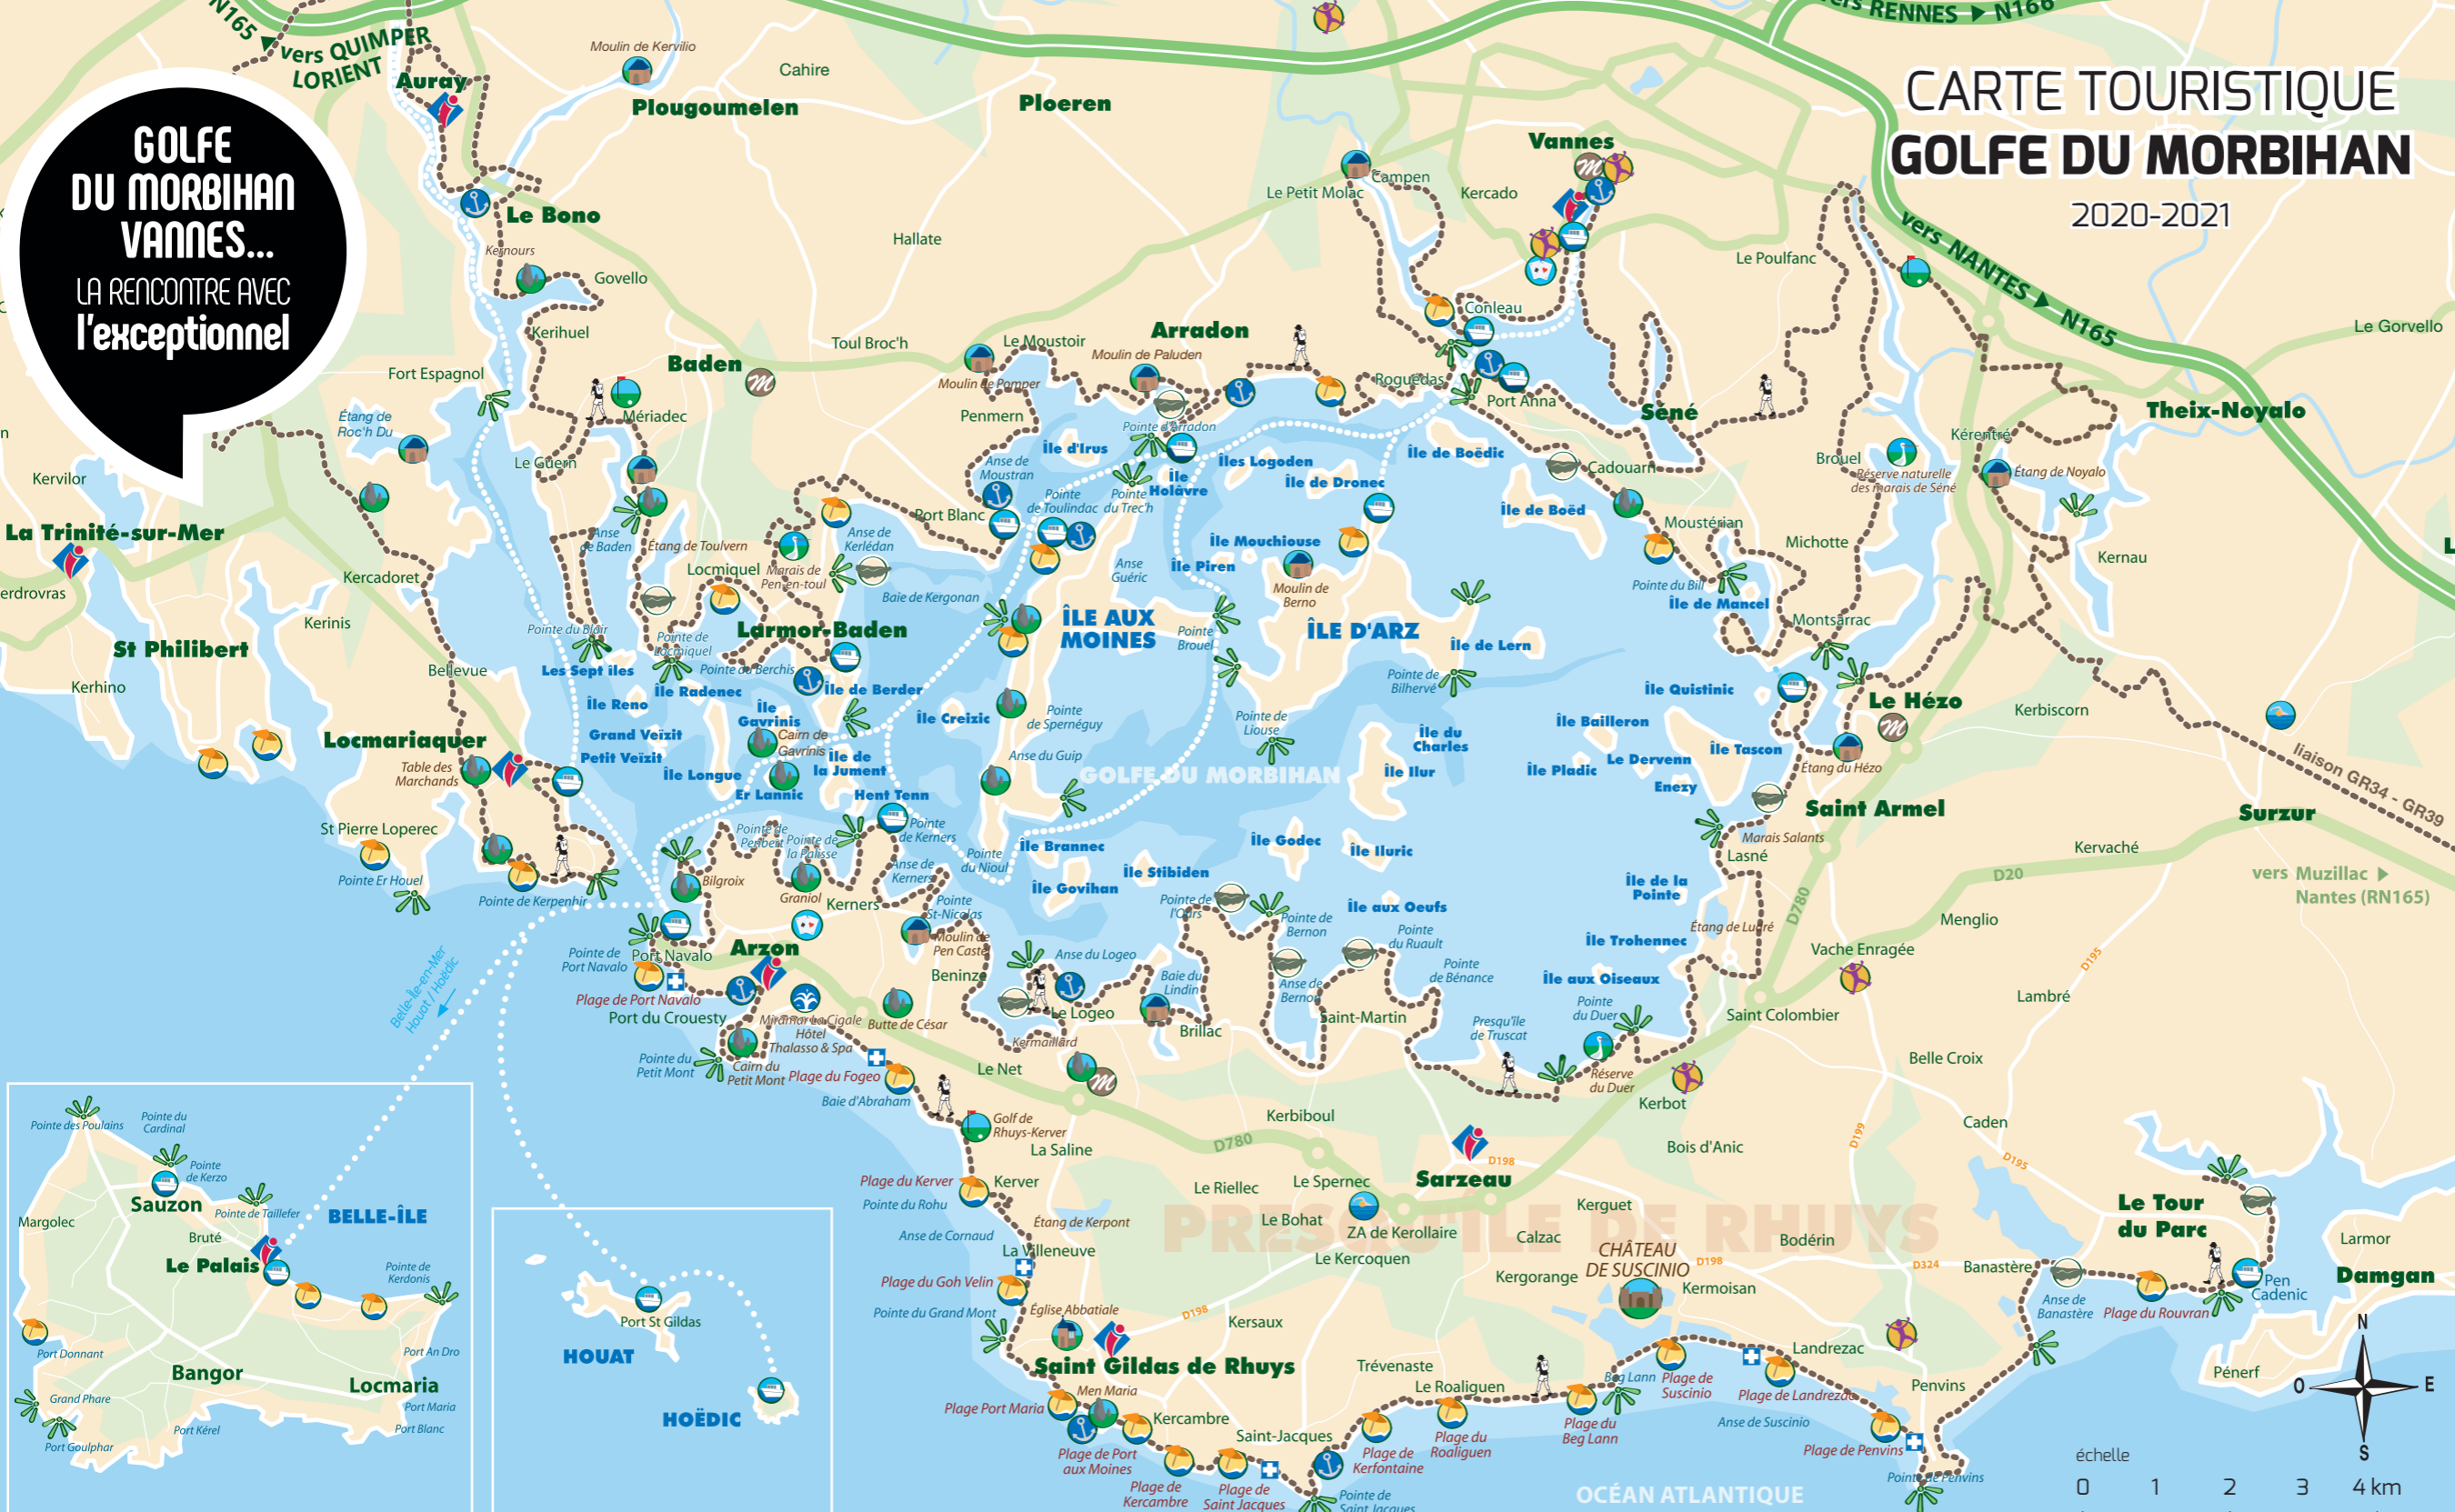 N165 ▶ vers QUIMPER
LORIENT
vers RENNES ▶ N166
GOLFE
DU MORBIHAN
VANNES...
LA RENCONTRE AVEC
l'exceptionnel
CARTE TOURISTIQUE
GOLFE DU MORBIHAN
2020-2021
vers NANTES ▶ N165
Auray
Moulin de Kervilio
Cahire
Plougoumelen
Ploeren
Vannes
Campen
Le Petit Molac
Kercado
Le Bono
Kernours
Govello
Hallate
Le Poulfanc
Conleau
Le Gorvello
Kerihuel
Toul Broc'h
Le Moustoir
Arradon
Moulin de Paluden
Baden
Moulin de Pomper
Roguédas
Port Anna
Fort Espagnol
Mériadec
Penmern
Séné
Theix-Noyalo
Étang de
Roc'h Du
Pointe d'Arradon
Île d'Irus
Îles Logoden
Île de Boëdic
Kérentré
Kervilor
Le Guern
Anse de
Moustran
Île
Holavre
Île de Dronec
Cadouarn
Brouel
Réserve naturelle
des marais de Séné
Étang de Noyalo
Pointe
de Toulindac
Pointe
du Trec'h
La Trinité-sur-Mer
Port Blanc
Île de Boëd
Moustérian
Anse
de Baden
Étang de Toulvern
Anse de
Kerlédan
Île Mouchiouse
Michotte
Kernau
Kercadoret
Locmiquel
Marais de
Pen-en-toul
Anse
Guéric
Île Piren
Moulin de
Berno
Pointe du Bill
Île de Mancel
erdrovras
Baie de Kergonan
Kerinis
Pointe du Blair
Larmor-Baden
ÎLE AUX
MOINES
ÎLE D'ARZ
Montsarrac
St Philibert
Pointe de
Locmiquel
Pointe
Brouel
Île de Lern
Kerhino
Bellevue
Les Sept îles
Pointe du Berchis
Île Radenec
Île de Berder
Pointe de
Bilhervé
Île Quistinic
Le Hézo
Île Reno
Île
Gavrinis
Île Creizic
Pointe
de Spernéguy
Pointe de
Liouse
Île Bailleron
Kerbiscorn
Locmariaquer
Grand Veïzit
Cairn de
Gavrinis
Île du
Charles
Île Tascon
Table des
Marchands
Petit Veïzit
Île Longue
Île de
la Jument
Anse du Guip
GOLFE DU MORBIHAN
Île Ilur
Île Pladic
Le Dervenn
Enezy
Étang du Hézo
liaison GR34 - GR39
Er Lannic
Hent Tenn
Saint Armel
Surzur
St Pierre Loperec
Pointe de
Penbert
Pointe de
la Palisse
Pointe
de Kerners
Île Brannec
Île Godec
Île Iluric
Marais Salants
Lasné
Kervaché
Pointe Er Houel
Pointe de Kerpenhir
Bilgroix
Graniol
Anse de
Kerners
Pointe
du Nioul
Île Govihan
Île Stibiden
Île de la
Pointe
D20
vers Muzillac ▶
Nantes (RN165)
Kerners
Pointe
St-Nicolas
Pointe de
l'Ours
Pointe de
Bernon
Île aux Oeufs
D780
Étang de Ludré
Menglio
Belle-Île-en-Mer
Houat / Hoëdic
Pointe de
Port Navalo
Port Navalo
Arzon
Moulin de
Pen Castel
Beninze
Anse du Logeo
Pointe
du Ruault
Île Trohennec
Vache Enragée
D195
Plage de Port Navalo
Baie du
Lindin
Anse de
Bernon
Pointe
de Bénance
Île aux Oiseaux
Lambré
Port du Crouesty
Miramar La Cigale
Hôtel
Thalasso & Spa
Butte de César
Le Logeo
Brillac
Saint-Martin
Presqu'île
de Truscat
Pointe
du Duer
Saint Colombier
Kermaillard
Pointe du
Petit Mont
Cairn du
Petit Mont
Plage du Fogeo
Le Net
Réserve
du Duer
Belle Croix
Baie d'Abraham
Kerbot
Golf de
Rhuys-Kerver
Kerbiboul
D780
Caden
La Saline
Bois d'Anic
D199
D195
D198
Sarzeau
Plage du Kerver
Kerver
Le Riellec
Le Spernec
Le Tour
du Parc
Pointe du Rohu
Étang de Kerpont
PRESQU'ÎLE DE RHUYS
Le Bohat
ZA de Kerollaire
Kerguet
Anse de Cornaud
La Villeneuve
Le Kercoquen
Calzac
CHÂTEAU
DE SUSCINIO
Bodérin
Larmor
Plage du Goh Velin
Kergorange
D198
Kermoisan
D324
Banastère
Damgan
Pen
Cadenic
Pointe du Grand Mont
Église Abbatiale
D198
Kersaux
Anse de
Banastère
Plage du Rouvran
Saint Gildas de Rhuys
Trévenaste
Landrezac
Pénerf
Men Maria
Le Roaliguen
Beg Lann
Plage de
Suscinio
Plage de Landrezac
Penvins
Plage Port Maria
Kercambre
Plage du
Beg Lann
Anse de Suscinio
Saint-Jacques
Plage du
Roaliguen
Plage de Port
aux Moines
Plage de
Kerfontaine
Plage de Penvins
Plage de
Kercambre
Plage de
Saint Jacques
Pointe de
Saint Jacques
Pointe de Penvins
OCÉAN ATLANTIQUE
Pointe des Poulains
Pointe du
Cardinal
Pointe
de Kerzo
Sauzon
Pointe de Taillefer
BELLE-ÎLE
Margolec
Bruté
Le Palais
Pointe de
Kerdonis
Port Donnant
Port An Dro
Bangor
Locmaria
Grand Phare
Port Maria
Port Kérel
Port Blanc
Port Goulphar
Port St Gildas
HOUAT
HOËDIC
N
O
E
S
échelle
0 1 2 3 4 km